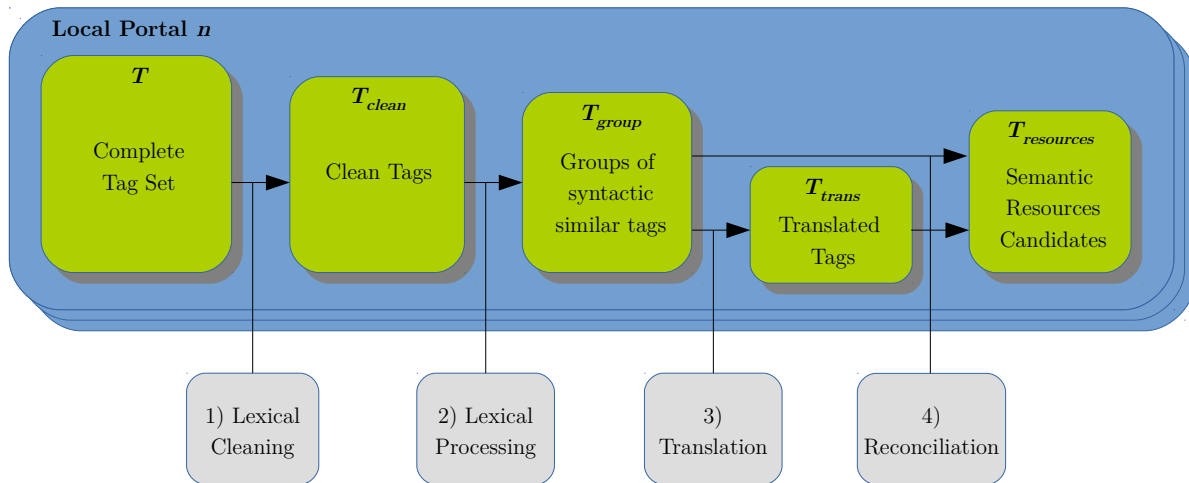 Local Portal n
T
Complete
Tag Set
T_clean
Clean Tags
T_group
Groups of
syntactic
similar tags
T_trans
Translated
Tags
T_resources
Semantic
Resources
Candidates
1) Lexical
Cleaning
2) Lexical
Processing
3)
Translation
4)
Reconciliation